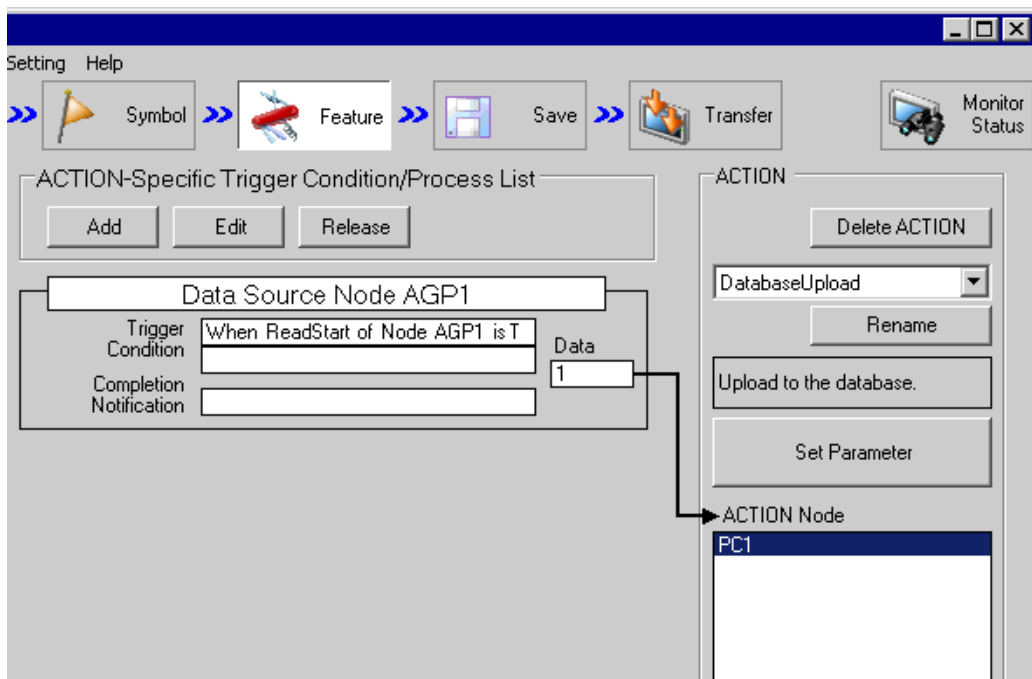 Setting Help
Symbol Feature Save Transfer Monitor Status
ACTION-Specific Trigger Condition/Process List
Add Edit Release
Data Source Node AGP1
Trigger Condition
When ReadStart of Node AGP1 is T
Data
1
Completion Notification
ACTION
Delete ACTION
DatabaseUpload
Rename
Upload to the database.
Set Parameter
ACTION Node
PC1